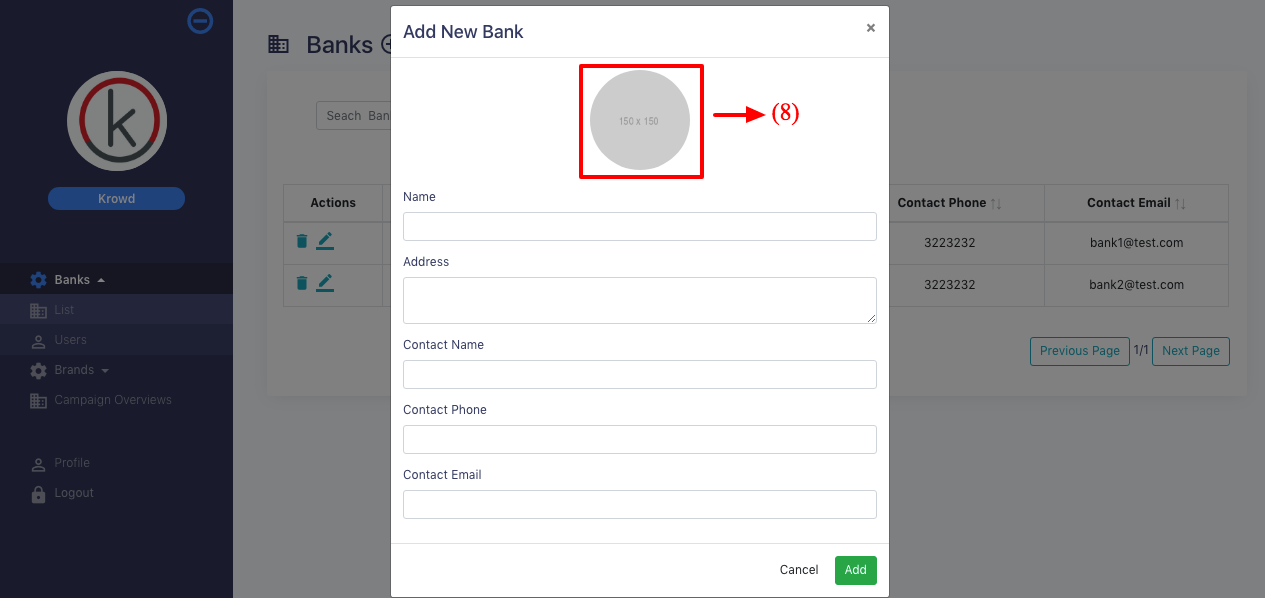 Add New Bank
×
Banks
150 x 150
(8)
Seach Ban
k
Krowd
Name
Actions
Contact Phone
Contact Email
3223232
bank1@test.com
Address
Banks
3223232
bank2@test.com
List
Users
Contact Name
Previous Page
1/1
Next Page
Brands
Campaign Overviews
Contact Phone
Profile
Contact Email
Logout
Cancel
Add